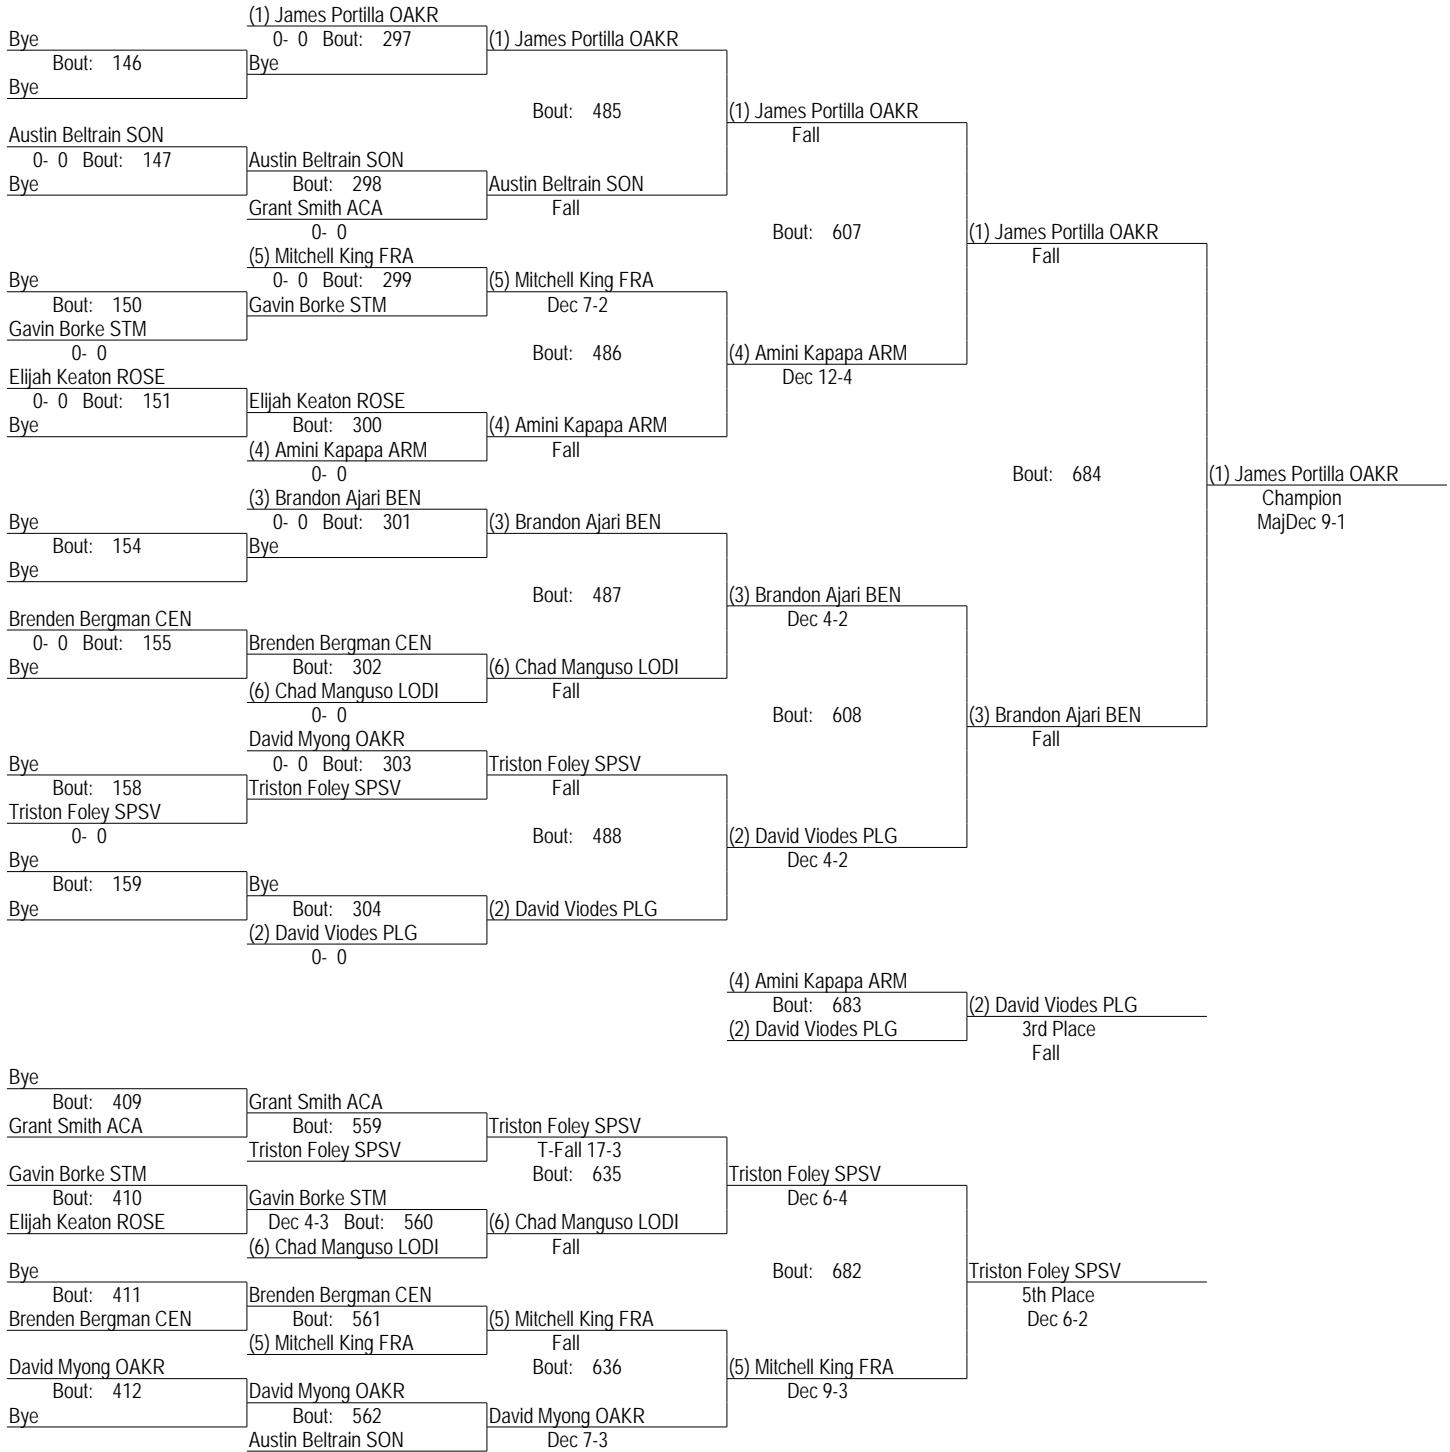 (1) James Portilla OAKR
Bye 0- 0 Bout: 297 (1) James Portilla OAKR
Bout: 146 Bye
Bye
Bout: 485 (1) James Portilla OAKR
Austin Beltrain SON Fall
0- 0 Bout: 147 Austin Beltrain SON
Bye Bout: 298 Austin Beltrain SON
Grant Smith ACA Fall
0- 0 Bout: 607 (1) James Portilla OAKR
(5) Mitchell King FRA Fall
Bye 0- 0 Bout: 299 (5) Mitchell King FRA
Bout: 150 Gavin Borke STM Dec 7-2
Gavin Borke STM
0- 0 Bout: 486 (4) Amini Kapapa ARM
Elijah Keaton ROSE Dec 12-4
0- 0 Bout: 151 Elijah Keaton ROSE
Bye Bout: 300 (4) Amini Kapapa ARM
(4) Amini Kapapa ARM Fall
0- 0 Bout: 684 (1) James Portilla OAKR
(3) Brandon Ajari BEN Champion
Bye 0- 0 Bout: 301 (3) Brandon Ajari BEN MajDec 9-1
Bout: 154 Bye
Bye
Bout: 487 (3) Brandon Ajari BEN
Brenden Bergman CEN Dec 4-2
0- 0 Bout: 155 Brenden Bergman CEN
Bye Bout: 302 (6) Chad Manguso LODI
(6) Chad Manguso LODI Fall
0- 0 Bout: 608 (3) Brandon Ajari BEN
David Myong OAKR Fall
Bye 0- 0 Bout: 303 Triston Foley SPSV
Bout: 158 Triston Foley SPSV Fall
Triston Foley SPSV
0- 0 Bout: 488 (2) David Viodes PLG
Bye Dec 4-2
Bout: 159 Bye
Bye Bout: 304 (2) David Viodes PLG
(2) David Viodes PLG
0- 0
(4) Amini Kapapa ARM
Bout: 683 (2) David Viodes PLG
(2) David Viodes PLG 3rd Place
Fall
Bye
Bout: 409 Grant Smith ACA
Grant Smith ACA Bout: 559 Triston Foley SPSV
Triston Foley SPSV T-Fall 17-3
Gavin Borke STM Bout: 635 Triston Foley SPSV
Bout: 410 Gavin Borke STM Dec 6-4
Elijah Keaton ROSE Dec 4-3 Bout: 560 (6) Chad Manguso LODI
(6) Chad Manguso LODI Fall
Bye Bout: 682 Triston Foley SPSV
Bout: 411 Brenden Bergman CEN 5th Place
Brenden Bergman CEN Bout: 561 (5) Mitchell King FRA Dec 6-2
(5) Mitchell King FRA Fall
David Myong OAKR Bout: 636 (5) Mitchell King FRA
Bout: 412 David Myong OAKR Dec 9-3
Bye Bout: 562 David Myong OAKR
Austin Beltrain SON Dec 7-3